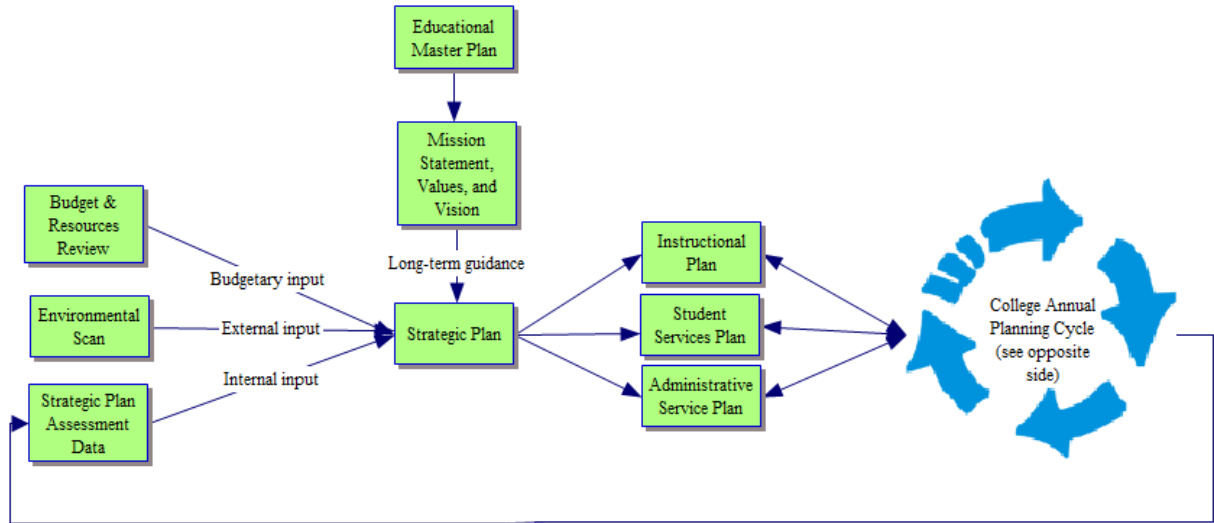 Educational
Master Plan
Mission
Statement,
Values, and
Vision
Long-term guidance
Budget &
Resources
Review
Budgetary input
Environmental
Scan
External input
Strategic Plan
Assessment
Data
Internal input
Strategic Plan
Instructional
Plan
Student
Services Plan
Administrative
Service Plan
College Annual
Planning Cycle
(see opposite
side)